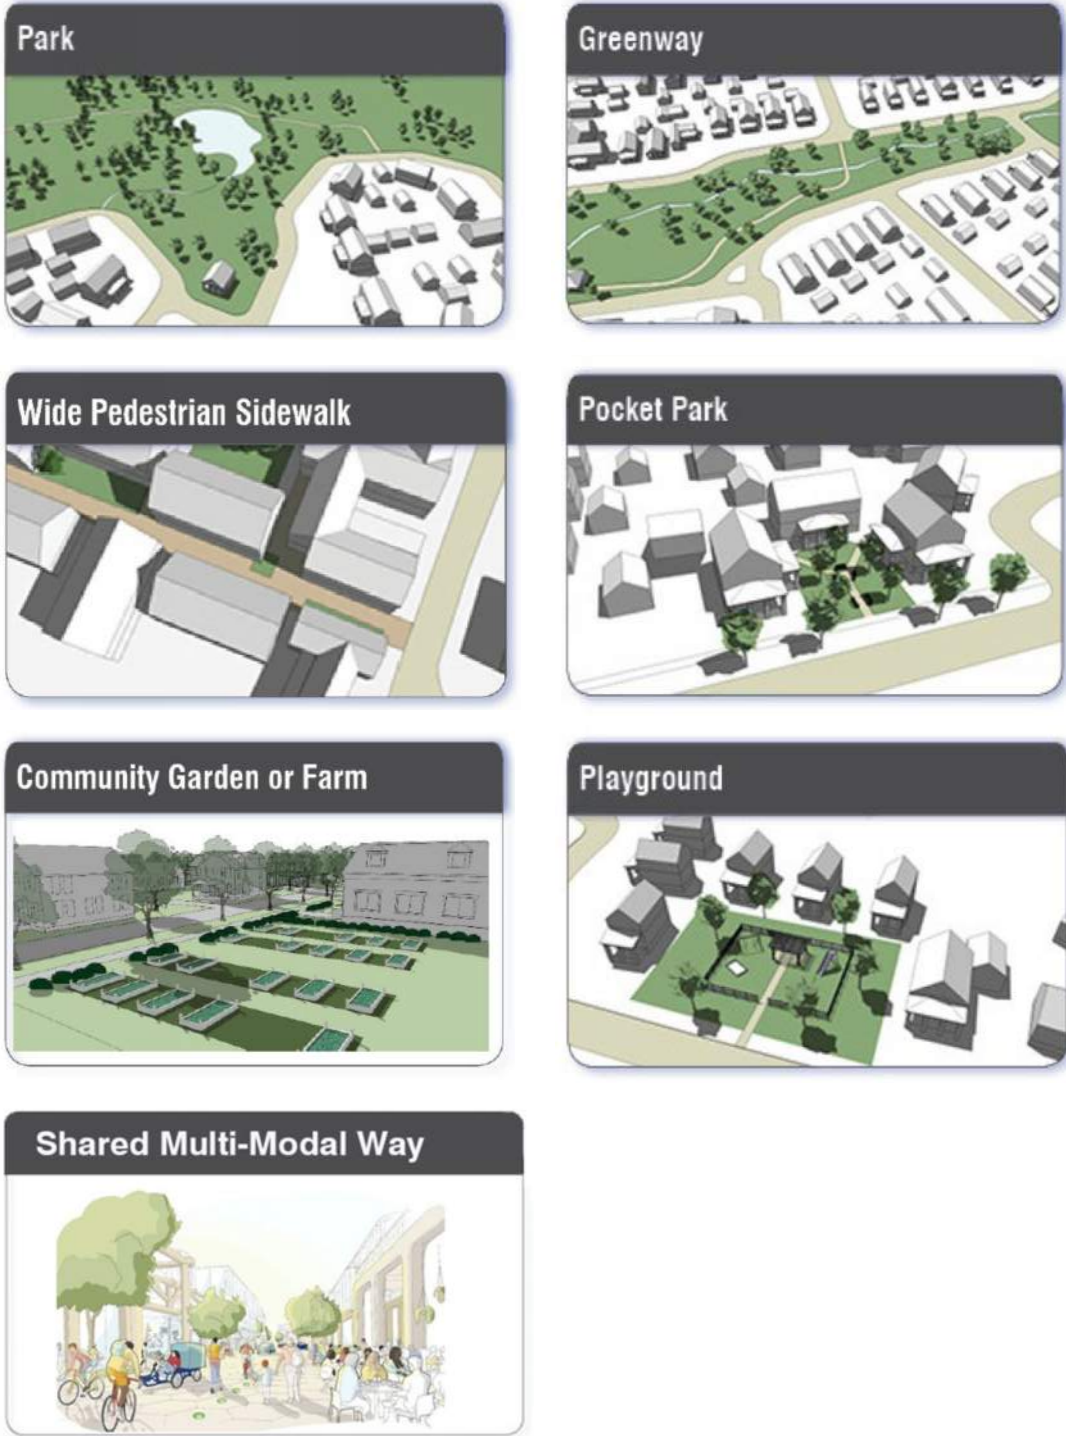 Park
Greenway
Wide Pedestrian Sidewalk
Pocket Park
Community Garden or Farm
Playground
Shared Multi-Modal Way